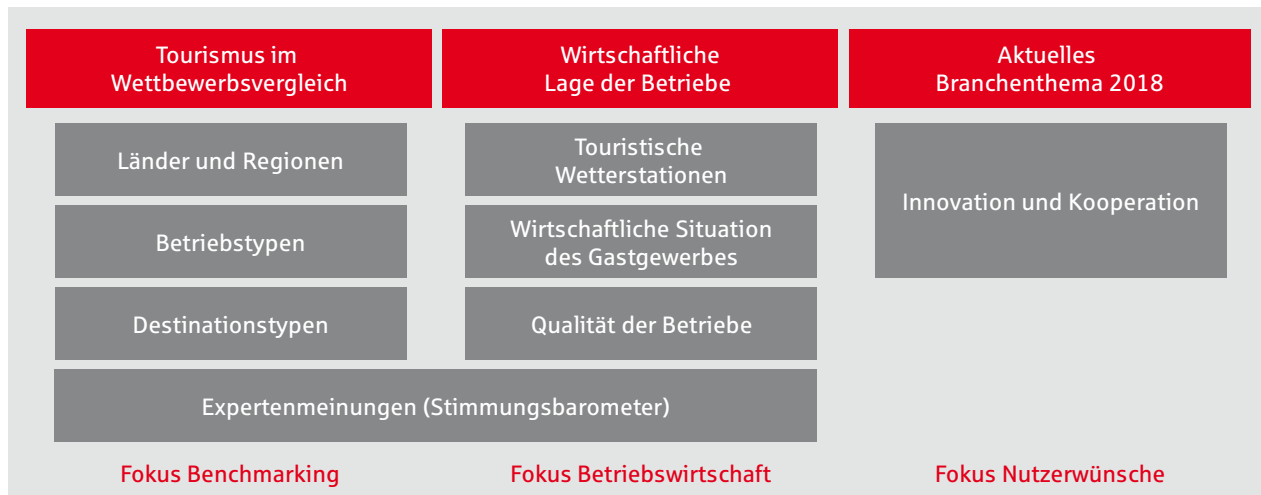 Tourismus im
Wettbewerbsvergleich
Wirtschaftliche
Lage der Betriebe
Aktuelles
Branchenthema 2018
Länder und Regionen
Betriebstypen
Destinationstypen
Touristische
Wetterstationen
Wirtschaftliche Situation
des Gastgewerbes
Qualität der Betriebe
Innovation und Kooperation
Expertenmeinungen (Stimmungsbarometer)
Fokus Benchmarking
Fokus Betriebswirtschaft
Fokus Nutzerwünsche